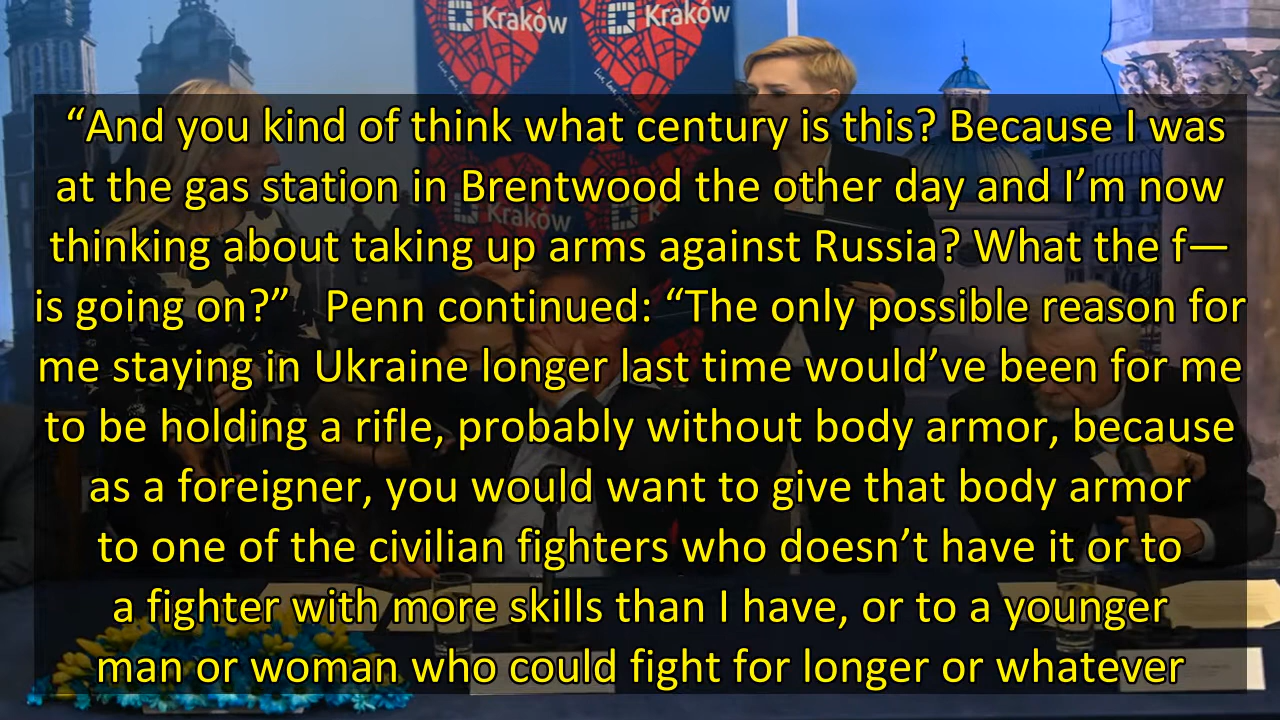 Kraków
Kraków
“And you kind of think what century is this? Because I was
at the gas station in Brentwood the other day and I’m now
thinking about taking up arms against Russia? What the f—
is going on?”   Penn continued: “The only possible reason for
me staying in Ukraine longer last time would’ve been for me
to be holding a rifle, probably without body armor, because
as a foreigner, you would want to give that body armor
to one of the civilian fighters who doesn’t have it or to
a fighter with more skills than I have, or to a younger
man or woman who could fight for longer or whatever
Kraków